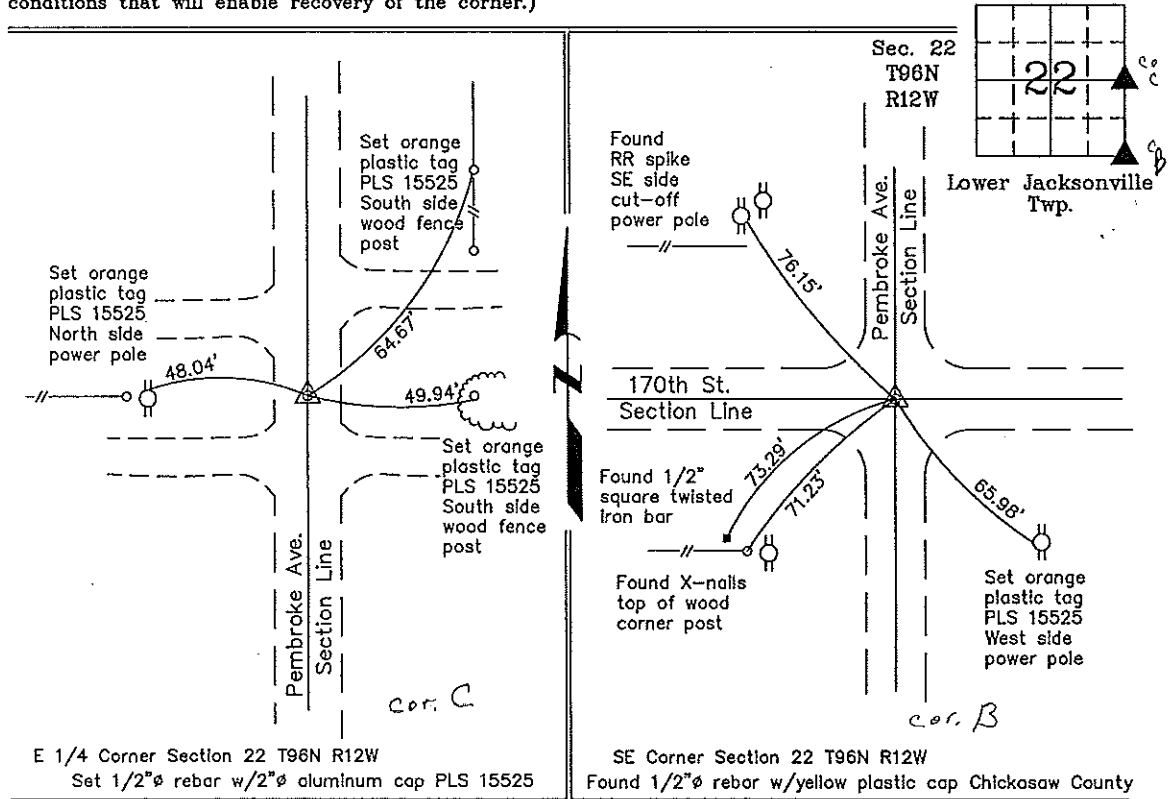 conditions that will enable recovery of the corner.)
Set orange
plastic tag
PLS 15525
South side
wood fence
post
Set orange
plastic tag
PLS 15525
North side
power pole
64.67'
48.04'
49.94'
Set orange
plastic tag
PLS 15525
South side
wood fence
post
Pembroke Ave.
Section Line
cor. C
E 1/4 Corner Section 22 T96N R12W
Set 1/2"ø rebar w/2"ø aluminum cap PLS 15525
N
Sec. 22
T96N
R12W
22
co
C
co
B
Lower Jacksonville
Twp.
Found
RR spike
SE side
cut-off
power pole
76.15'
Pembroke Ave.
Section Line
170th St.
Section Line
73.29'
71.23'
65.98'
Found 1/2"
square twisted
iron bar
Found X-nails
top of wood
corner post
Set orange
plastic tag
PLS 15525
West side
power pole
cor. B
SE Corner Section 22 T96N R12W
Found 1/2"ø rebar w/yellow plastic cap Chickasaw County